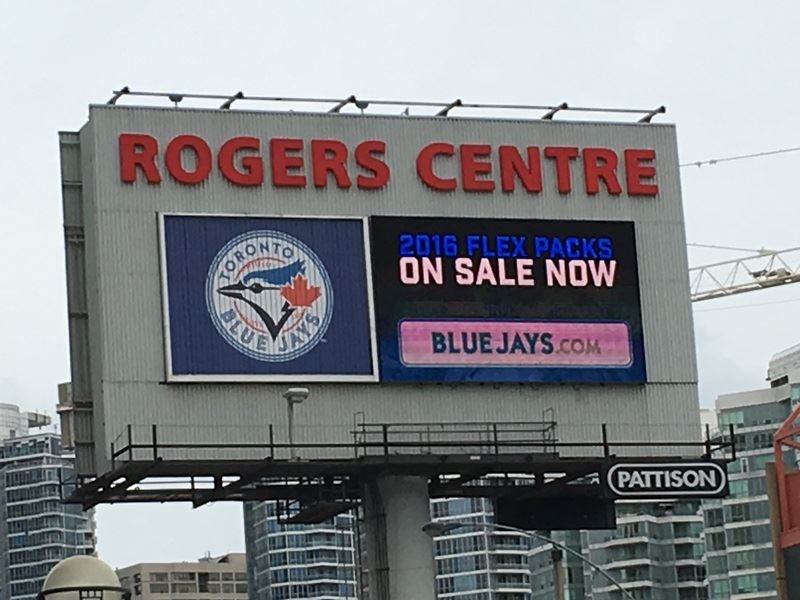 ROGERS CENTRE
TORONTO
BLUE JAYS
2016 FLEX PACKS
ON SALE NOW
BLUEJAYS.COM
PATTISON